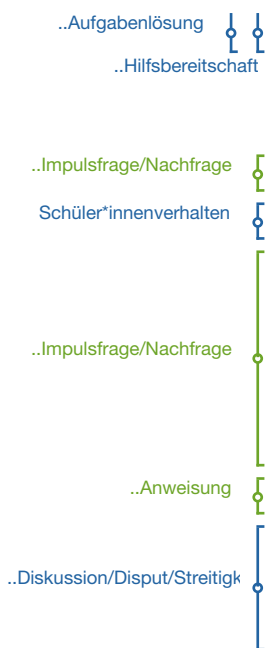 ..Aufgabenlösung
..Hilfsbereitschaft
..Impulsfrage/Nachfrage
Schüler*innenverhalten
..Impulsfrage/Nachfrage
..Anweisung
..Diskussion/Disput/Streitigk